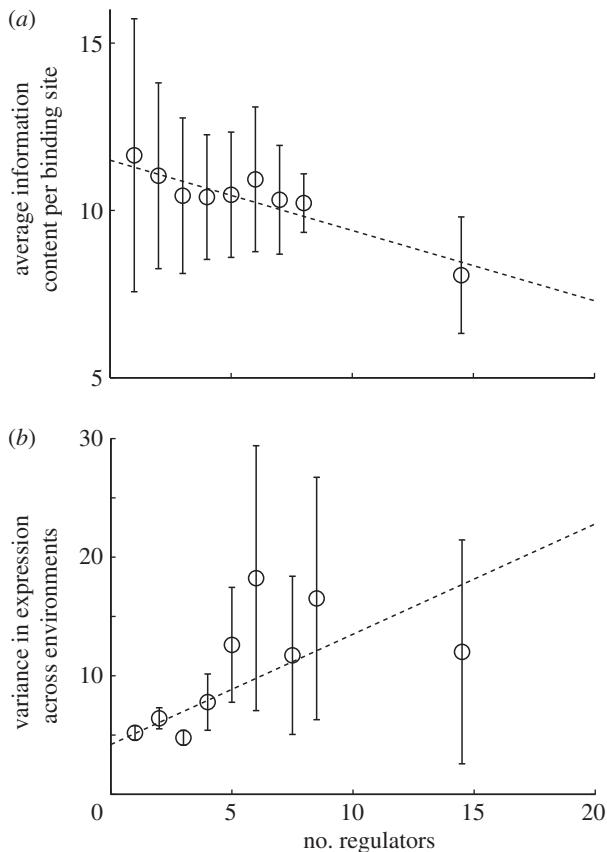 (a)
15
10
5
average information
content per binding site
(b)
30
20
10
0
5
10
15
20
variance in expression
across environments
no. regulators